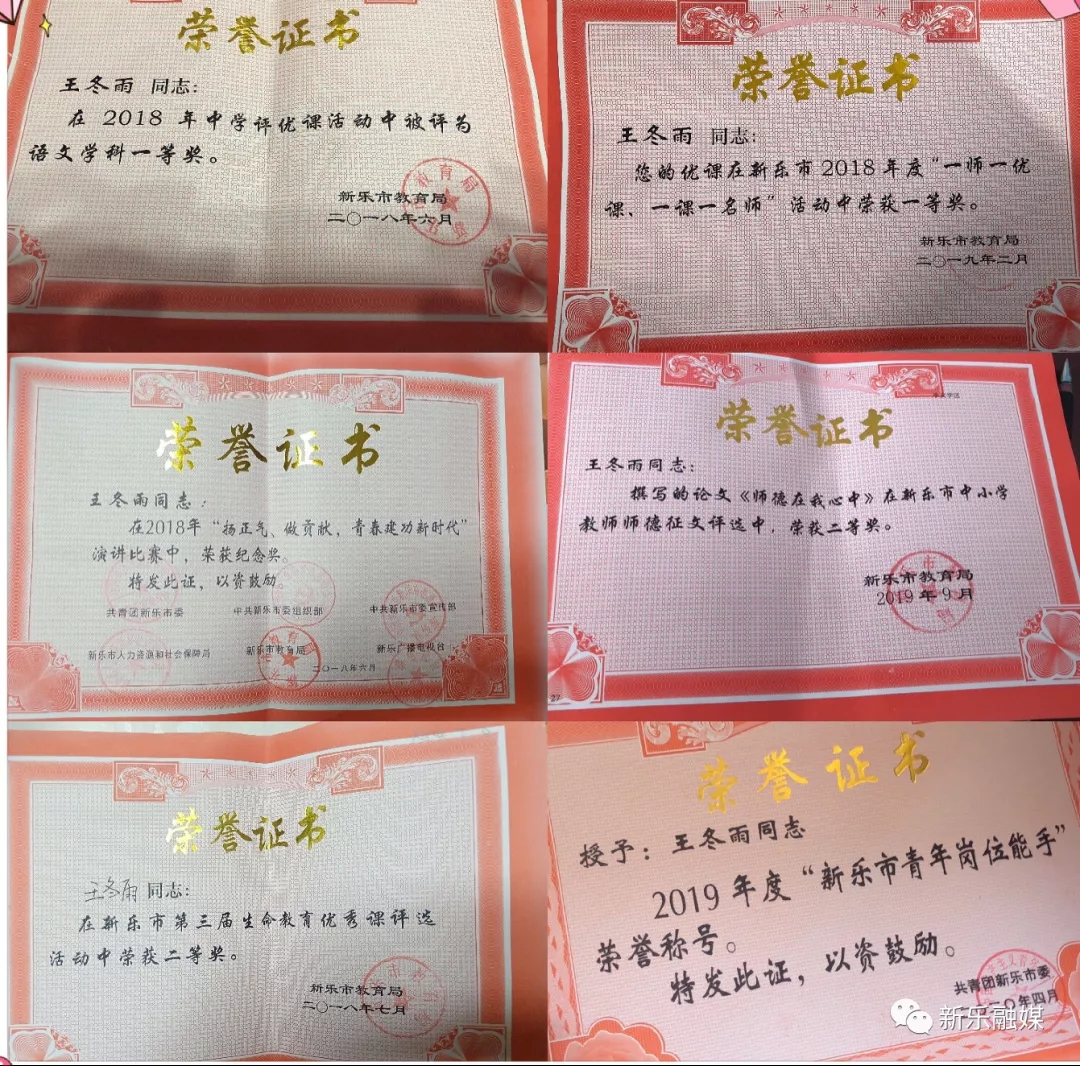 荣誉证书
王冬雨 同志:
在 2018 年中学评优课活动中被评为
语文学科一等奖。
新乐市教育局
二〇一八年六月
荣誉证书
王冬雨 同志:
您的优课在新乐市 2018 年度“一师一优
课、一课一名师”活动中荣获一等奖。
新乐市教育局
二〇一九年二月
荣誉证书
王冬雨同志:
在2018年“扬正气、做贡献,青春建功新时代”
演讲比赛中,荣获纪念奖。
特发此证,以资鼓励。
共青团新乐市委 中共新乐市委组织部 中共新乐市委宣传部
新乐市人力资源和社会保障局 新乐市教育局 新乐广播电视台
二〇一八年六月
荣誉证书
王冬雨同志:
撰写的论文《师德在我心中》在新乐市中小学
教师师德征文评选中,荣获二等奖。
新乐市教育局
2019 年 9 月
27
荣誉证书
王冬雨 同志:
在新乐市第三届生命教育优秀课评选
活动中荣获二等奖。
新乐市教育局
二〇一八年七月
荣誉证书
授予:王冬雨同志
2019 年度“新乐市青年岗位能手”
荣誉称号。
特发此证,以资鼓励。
共青团新乐市委
二〇二〇年四月
新乐融媒